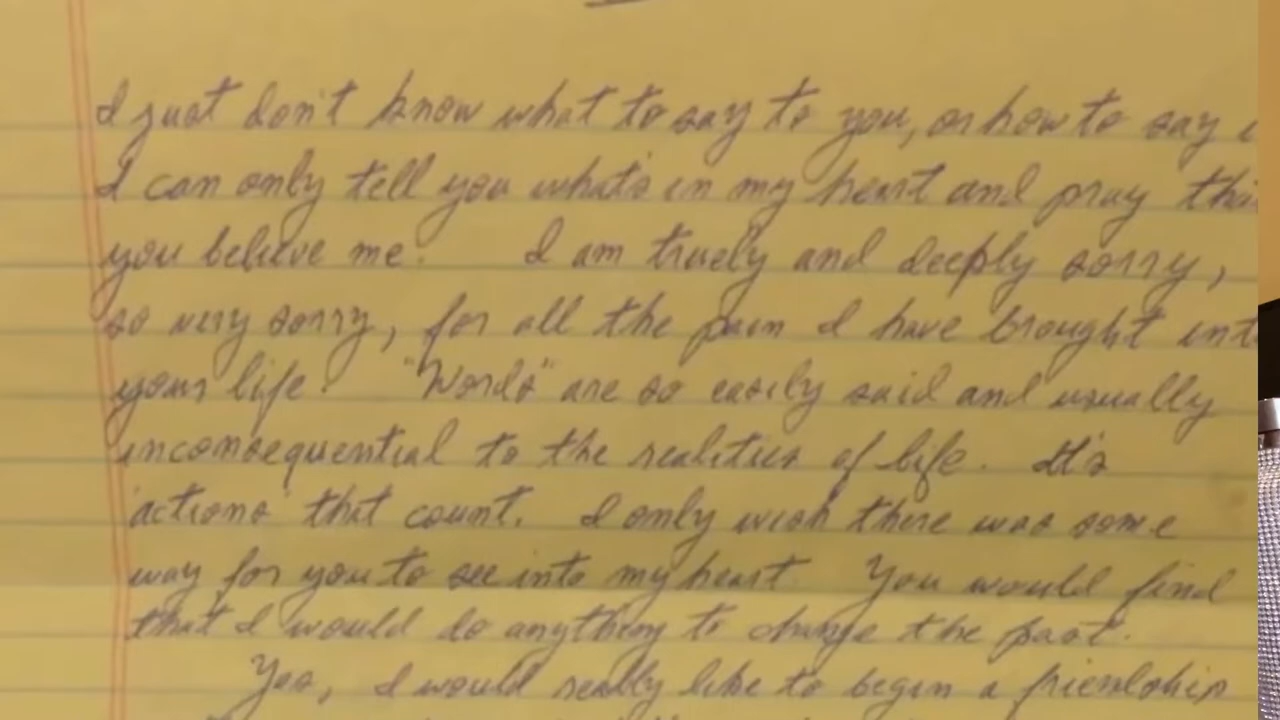 I just don't know what to say to you, or how to say
I can only tell you whats in my heart and pray
you believe me. I am truely and deeply sorry,
so very sorry, for all the pain I have brought int
your life. "Words" are so easily said and usually
inconsequential to the realities of life. It's
'actions' that count. I only wish there was some
way for you to see into my heart. You would find
that I would do anything to change the past.
Yes, I would really like to begin a friendship